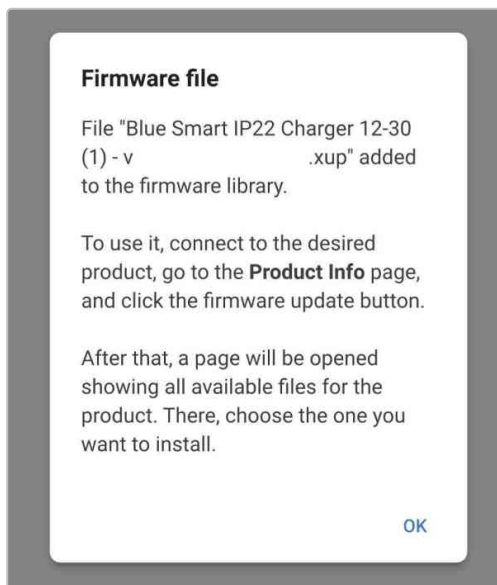 Firmware file
File "Blue Smart IP22 Charger 12-30
(1) - v .xup" added
to the firmware library.
To use it, connect to the desired
product, go to the Product Info page,
and click the firmware update button.
After that, a page will be opened
showing all available files for the
product. There, choose the one you
want to install.
OK